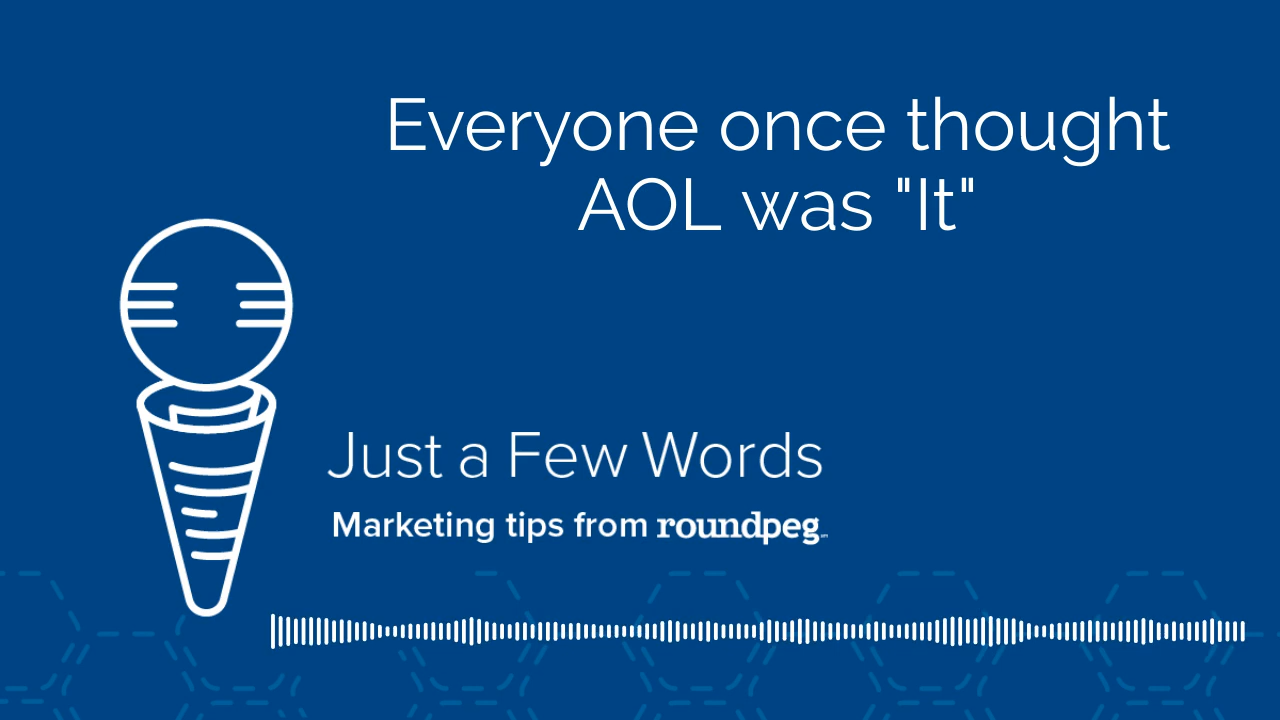 Everyone once thought
AOL was "It"
Just a Few Words
Marketing tips from roundpeg